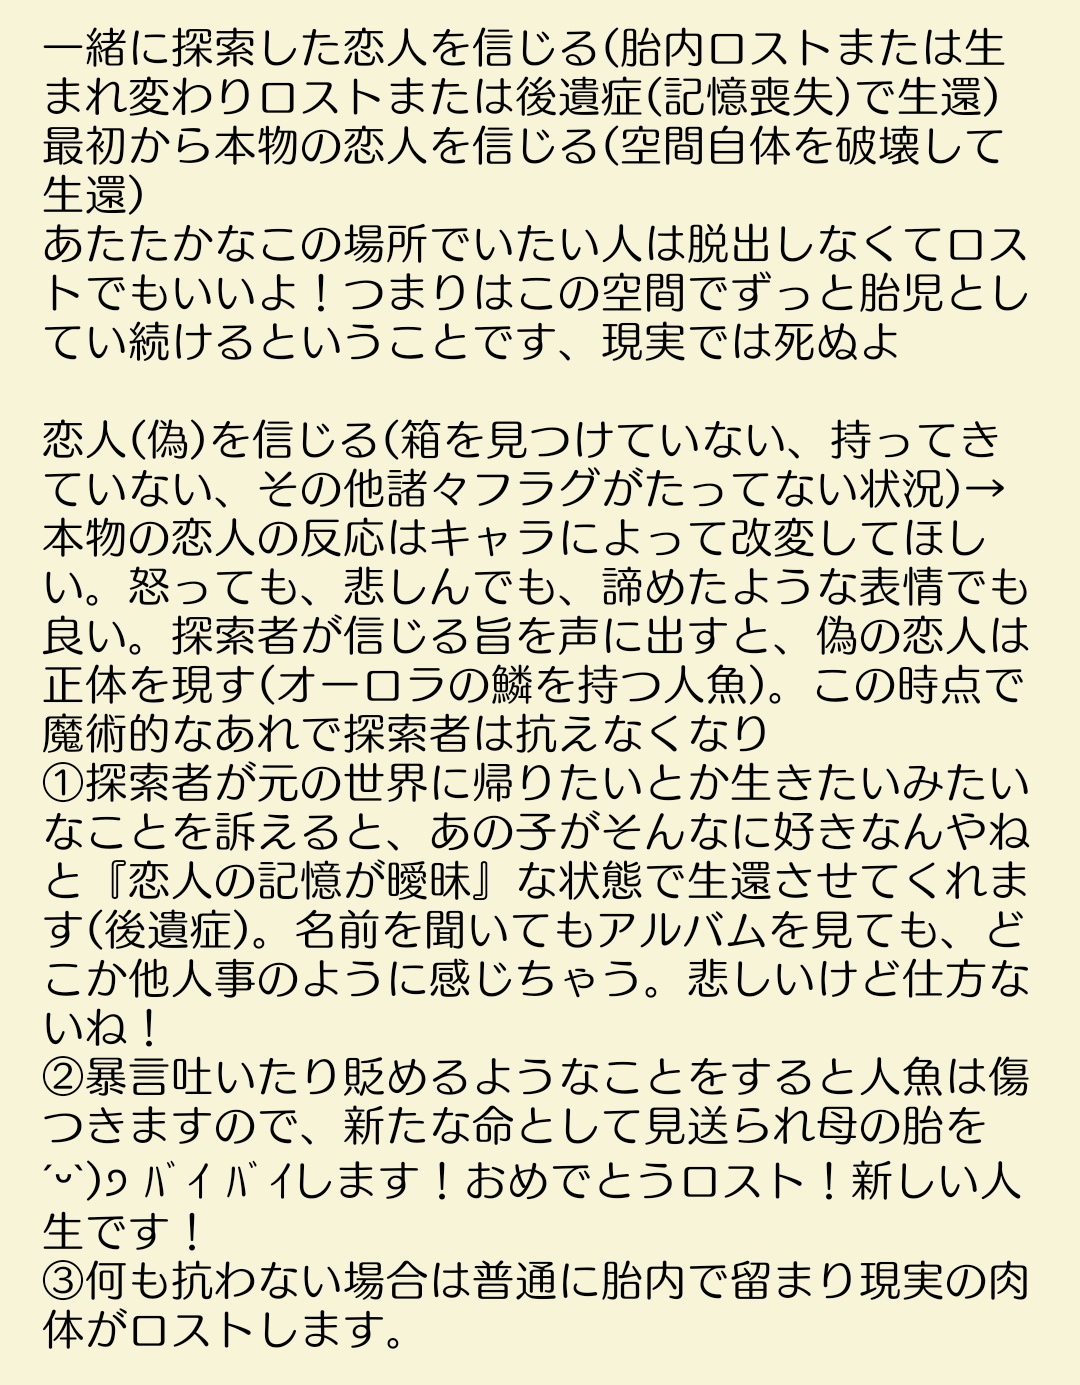 一緒に探索した恋人を信じる(胎内ロストまたは生
まれ変わりロストまたは後遺症(記憶喪失)で生還)
最初から本物の恋人を信じる(空間自体を破壊して
生還)
あたたかなこの場所でいたい人は脱出しなくてロス
トでもいいよ！つまりはこの空間でずっと胎児とし
てい続けるということです、現実では死ぬよ

恋人(偽)を信じる(箱を見つけていない、持ってき
ていない、その他諸々フラグがたってない状況)→
本物の恋人の反応はキャラによって改変してほし
い。怒っても、悲しんでも、諦めたような表情でも
良い。探索者が信じる旨を声に出すと、偽の恋人は
正体を現す(オーロラの鱗を持つ人魚)。この時点で
魔術的なあれで探索者は抗えなくなり
①探索者が元の世界に帰りたいとか生きたいみたい
なことを訴えると、あの子がそんなに好きなんやね
と『恋人の記憶が曖昧』な状態で生還させてくれま
す(後遺症)。名前を聞いてもアルバムを見ても、ど
こか他人事のように感じちゃう。悲しいけど仕方な
いね！
②暴言吐いたり貶めるようなことをすると人魚は傷
つきますので、新たな命として見送られ母の胎を
´ᵕ`)੭ ﾊﾞｲﾊﾞｲします！おめでとうロスト！新しい人
生です！
③何も抗わない場合は普通に胎内で留まり現実の肉
体がロストします。